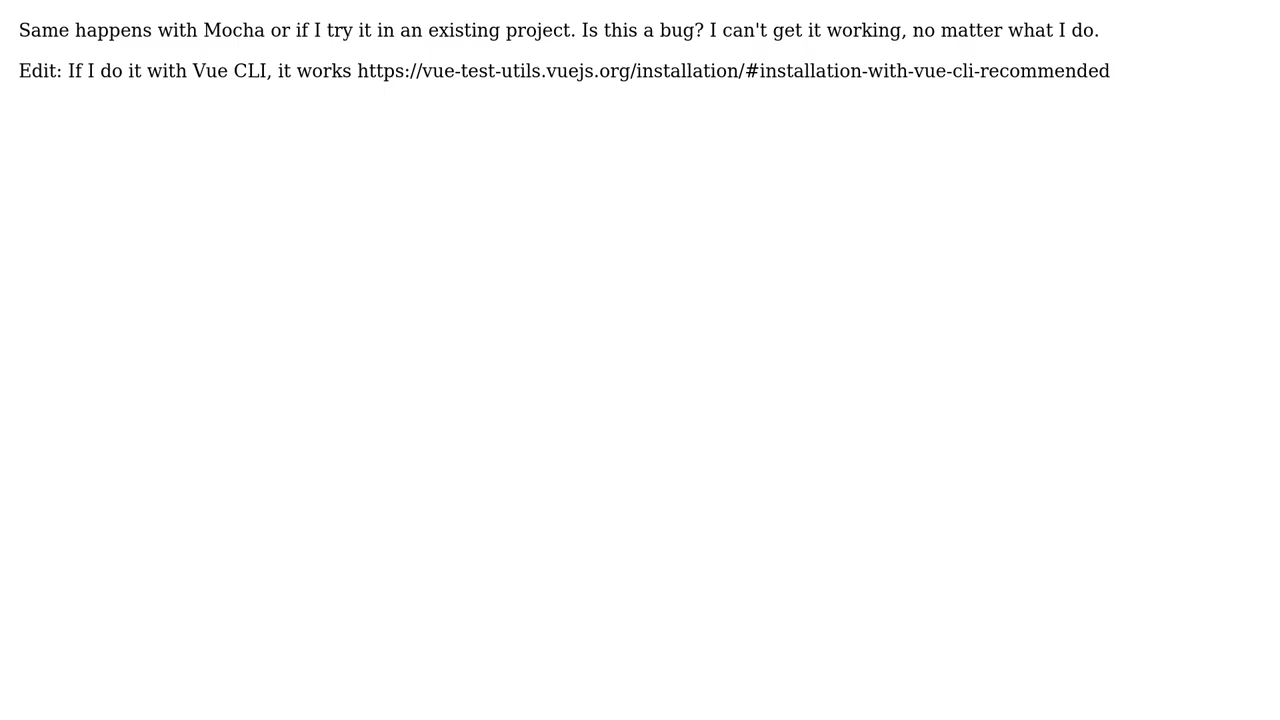 Same happens with Mocha or if I try it in an existing project. Is this a bug? I can't get it working, no matter what I do.
Edit: If I do it with Vue CLI, it works https://vue-test-utils.vuejs.org/installation/#installation-with-vue-cli-recommended